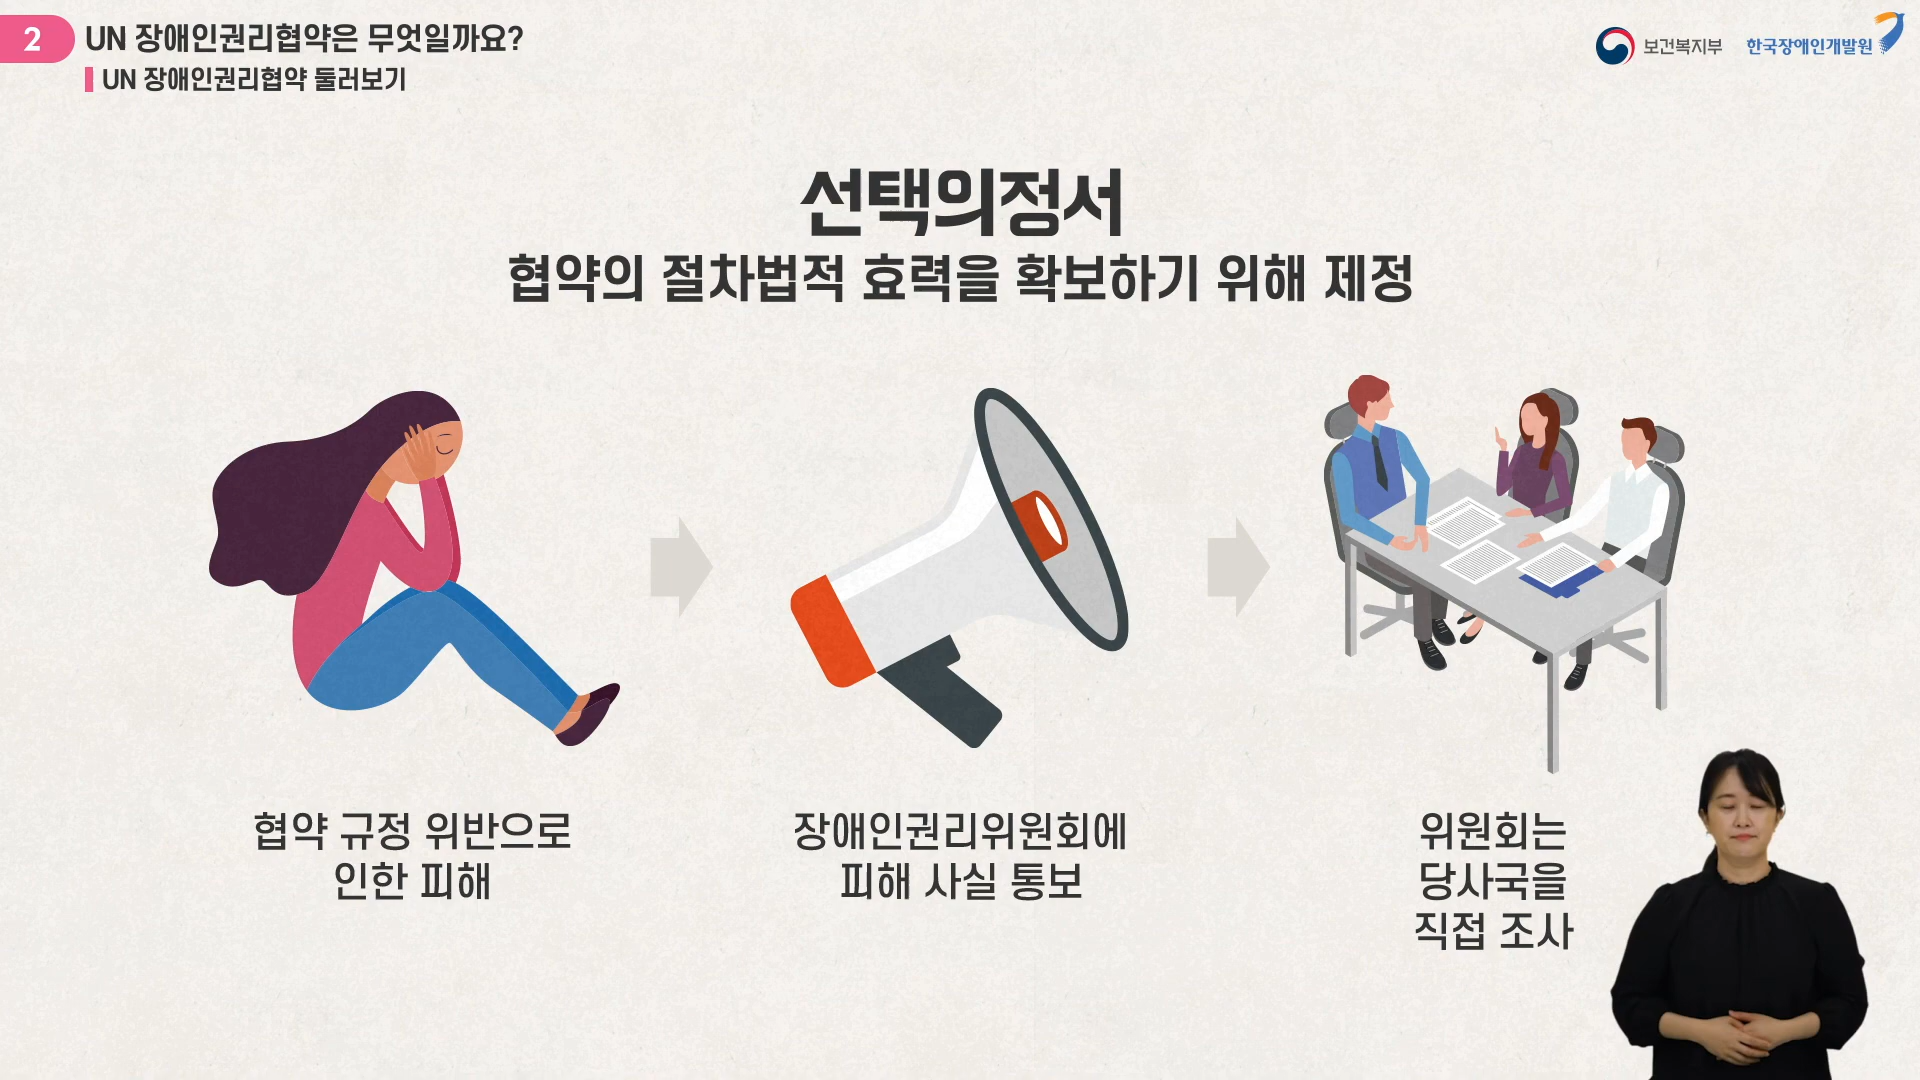 2
UN 장애인권리협약은 무엇일까요?
UN 장애인권리협약 둘러보기
보건복지부
한국장애인개발원
선택의정서
협약의 절차법적 효력을 확보하기 위해 제정
협약 규정 위반으로
인한 피해
장애인권리위원회에
피해 사실 통보
위원회는
당사국을
직접 조사